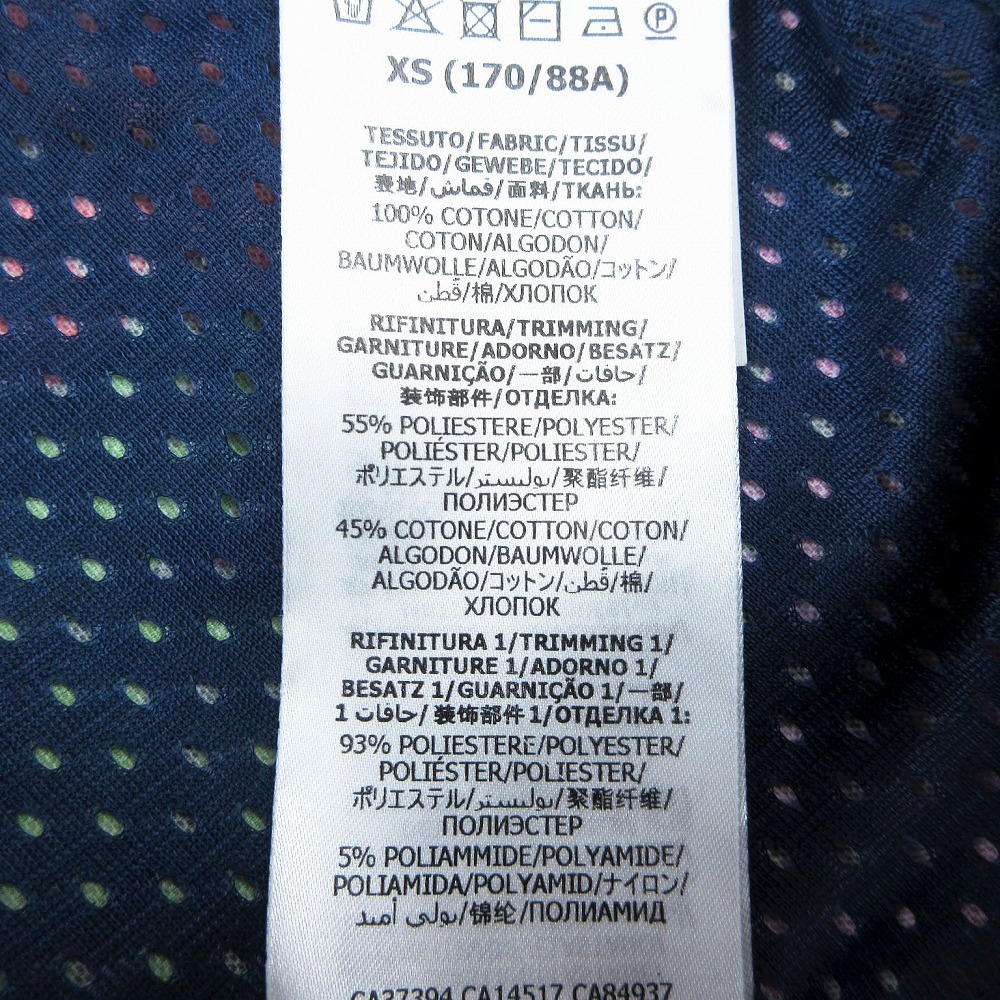 XS (170/88A)
TESSUTO/FABRIC/TISSU/
TEJIDO/GEWEBE/TECIDO/
表地/قماش/面料/ТКАНЬ:
100% COTONE/COTTON/
COTON/ALGODON/
BAUMWOLLE/ALGODÃO/コットン/
قطن/棉/ХЛОПОК
RIFINITURA/TRIMMING/
GARNITURE/ADORNO/BESATZ/
GUARNIÇÃO/一部/حافات/
装饰部件/ОТДЕЛКА:
55% POLIESTERE/POLYESTER/
POLIÉSTER/POLIESTER/
ポリエステル/بوليستر/聚酯纤维/
ПОЛИЭСТЕР
45% COTONE/COTTON/COTON/
ALGODON/BAUMWOLLE/
ALGODÃO/コットン/قطن/棉/
ХЛОПОК
RIFINITURA 1/TRIMMING 1/
GARNITURE 1/ADORNO 1/
BESATZ 1/GUARNIÇÃO 1/一部/
1 حافات/装饰部件1/ОТДЕЛКА 1:
93% POLIESTERE/POLYESTER/
POLIÉSTER/POLIESTER/
ポリエステル/بوليستر/聚酯纤维/
ПОЛИЭСТЕР
5% POLIAMMIDE/POLYAMIDE/
POLIAMIDA/POLYAMID/ナイロン/
بولي أميد/锦纶/ПОЛИАМИД
CA37394 CA14517 CA84937